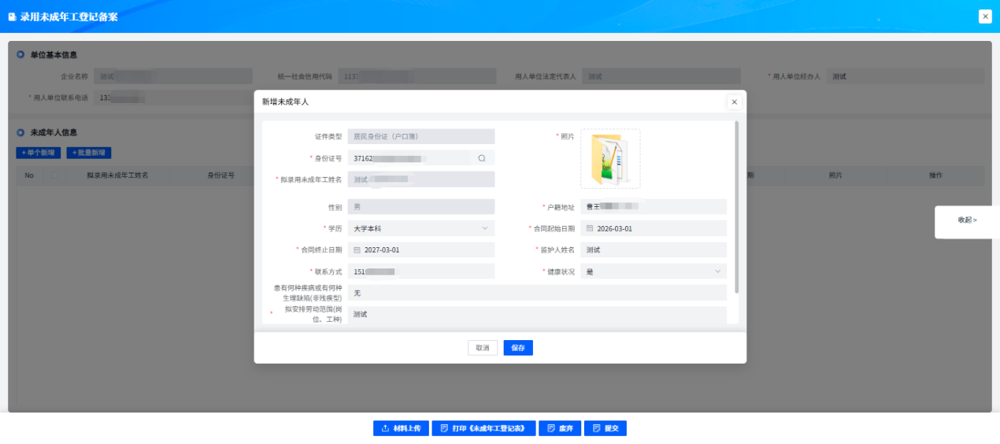 录用未成年工登记备案
单位基本信息
企业名称 测试
统一社会信用代码 1137
用人单位法定代表人 测试
* 用人单位经办人 测试
* 用人单位联系电话 133
未成年人信息
+ 单个新增 + 批量新增
No 拟录用未成年工姓名 身份证号 期 照片 操作
新增未成年人
证件类型 居民身份证（户口簿）
* 照片
* 身份证号 37162
* 拟录用未成年工姓名 测试
性别 男
* 户籍地址 曹王
* 学历 大学本科
* 合同起始日期 2026-03-01
* 合同终止日期 2027-03-01
* 监护人姓名 测试
* 联系方式 151
* 健康状况 是
患有何种疾病或有何种
生理缺陷(非残疾型) 无
* 拟安排劳动范围(岗
位、工种) 测试
取消 保存
收起 >
材料上传 打印《未成年工登记表》 废弃 提交